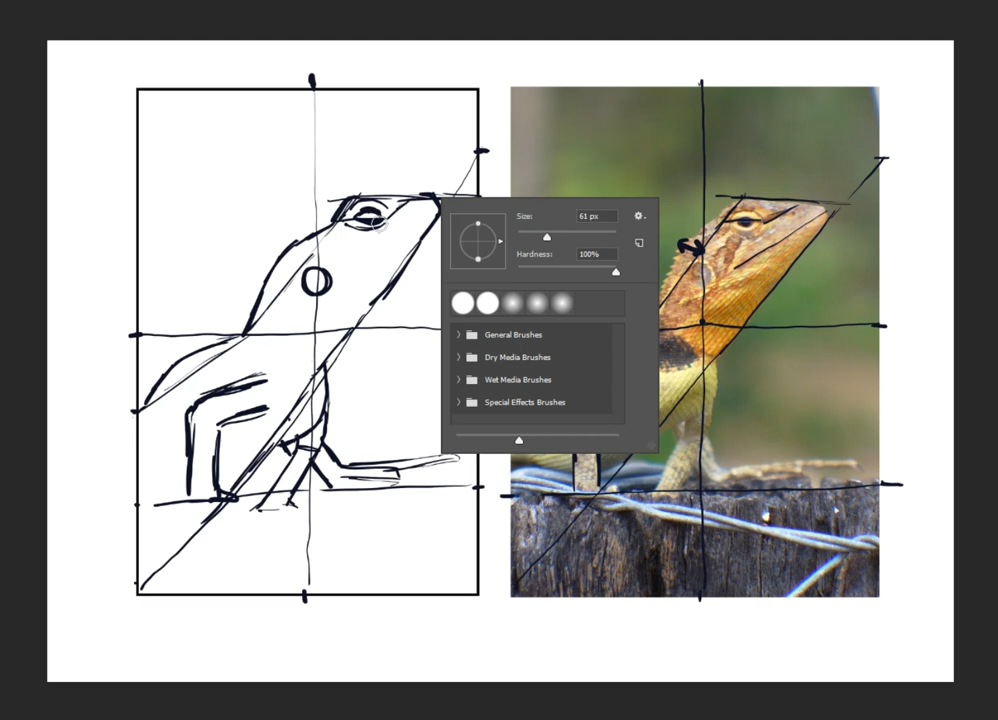 Size: 61 px
Hardness: 100%
General Brushes
Dry Media Brushes
Wet Media Brushes
Special Effects Brushes